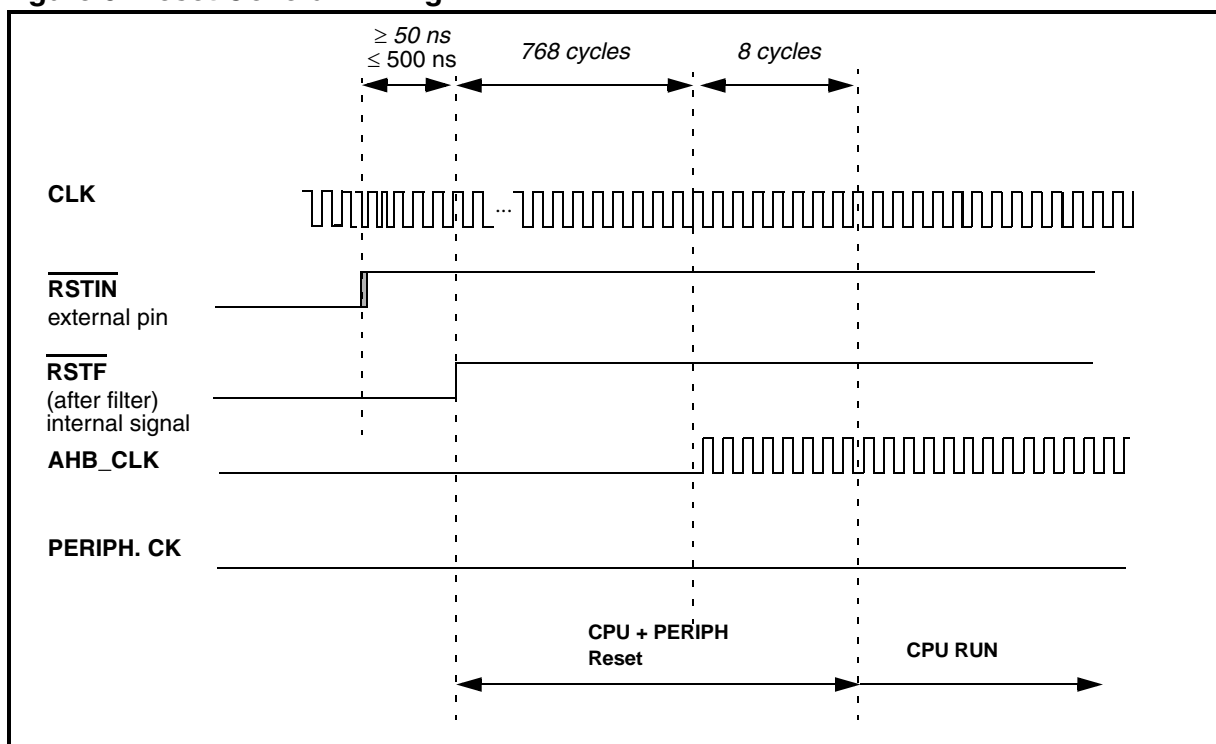 ≥ 50 ns
≤ 500 ns
768 cycles
8 cycles
CLK
...
RSTIN
external pin
RSTF
(after filter)
internal signal
AHB_CLK
PERIPH. CK
CPU + PERIPH
Reset
CPU RUN